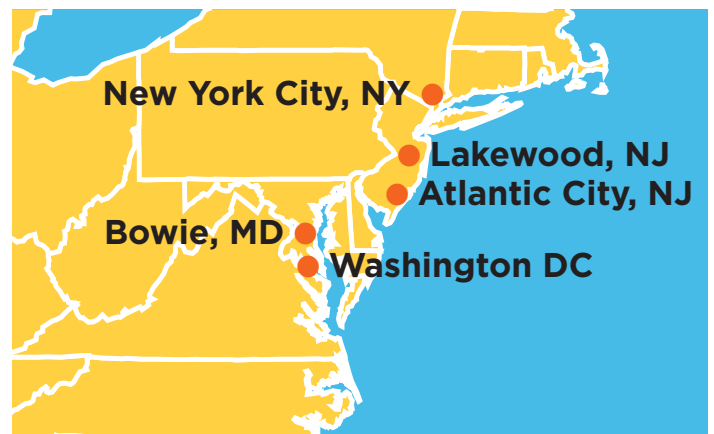 New York City, NY
Lakewood, NJ
Atlantic City, NJ
Bowie, MD
Washington DC